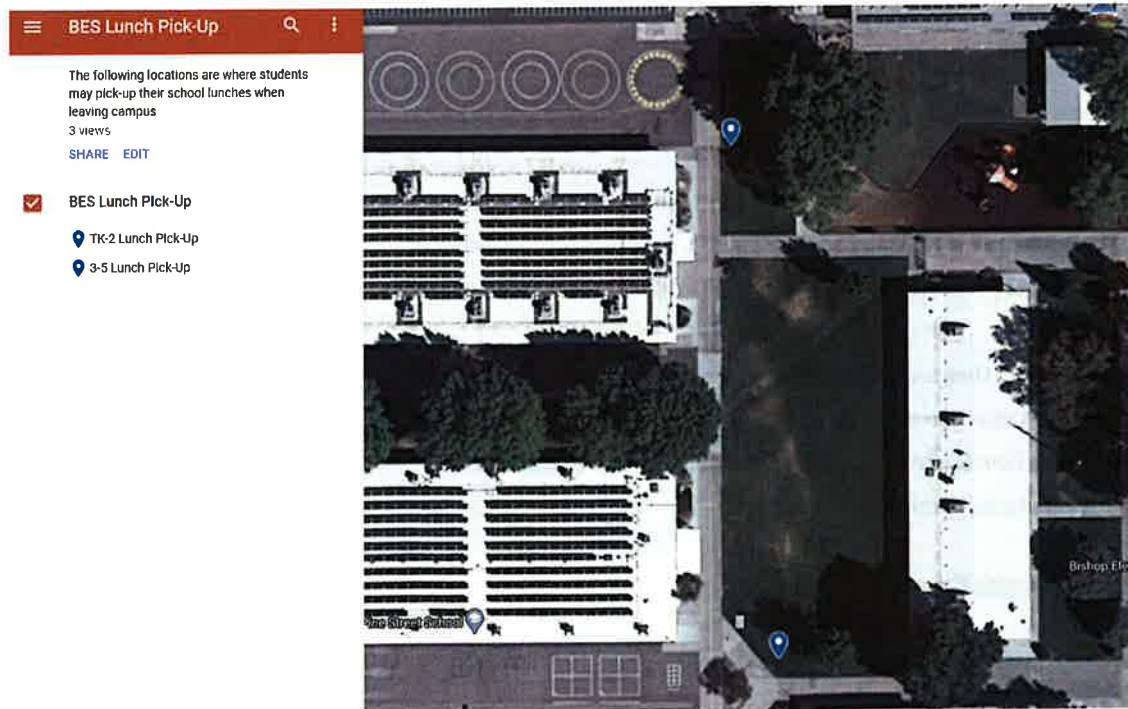 BES Lunch Pick-Up
The following locations are where students
may pick-up their school lunches when
leaving campus
3 views
SHARE EDIT
BES Lunch Pick-Up
TK-2 Lunch Pick-Up
3-5 Lunch Pick-Up
Street School
Bishop